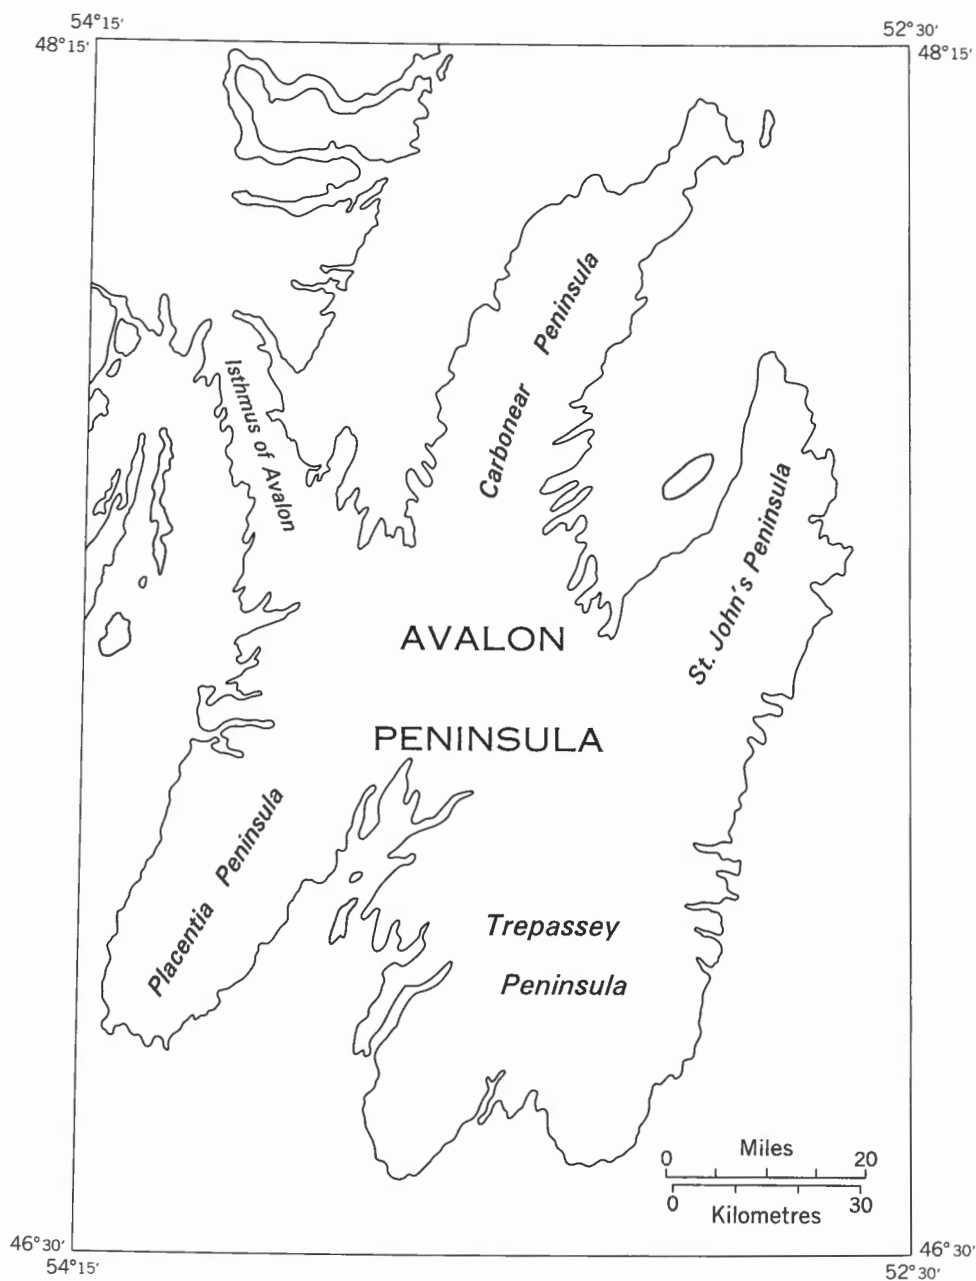 54°15'
52°30'
48°15'
48°15'
Carbonear Peninsula
Isthmus of Avalon
St. John's Peninsula
AVALON
PENINSULA
Placentia Peninsula
Trepassey
Peninsula
Miles
0 20
0 30
Kilometres
46°30'
46°30'
54°15'
52°30'